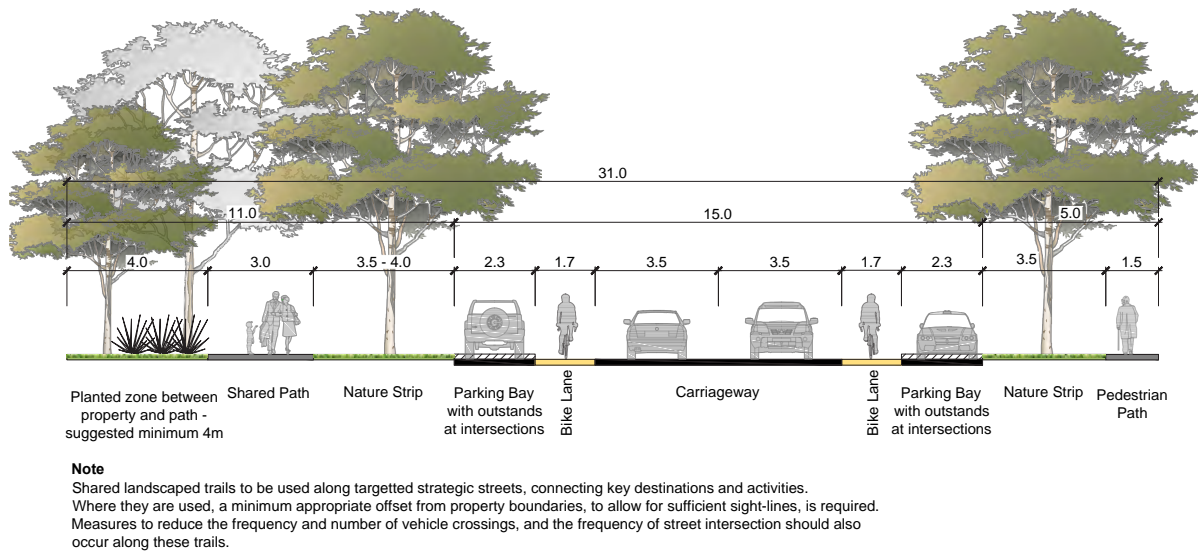 31.0
11.0
15.0
5.0
4.0
3.0
3.5 - 4.0
2.3
1.7
3.5
3.5
1.7
2.3
3.5
1.5
Planted zone between
property and path -
suggested minimum 4m
Shared Path
Nature Strip
Parking Bay
with outstands
at intersections
Bike Lane
Carriageway
Bike Lane
Parking Bay
with outstands
at intersections
Nature Strip
Pedestrian
Path
Note
Shared landscaped trails to be used along targetted strategic streets, connecting key destinations and activities.
Where they are used, a minimum appropriate offset from property boundaries, to allow for sufficient sight-lines, is required.
Measures to reduce the frequency and number of vehicle crossings, and the frequency of street intersection should also
occur along these trails.